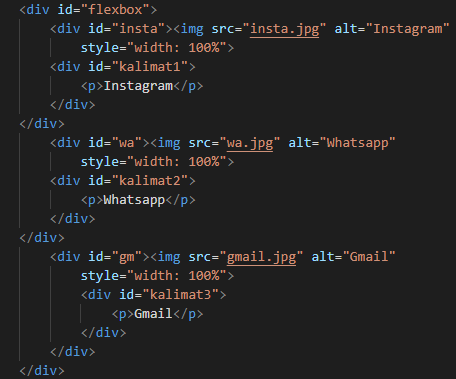 <div id="flexbox">
    <div id="insta"><img src="insta.jpg" alt="Instagram"
        style="width: 100%">
    <div id="kalimat1">
        <p>Instagram</p>
    </div>
</div>
    <div id="wa"><img src="wa.jpg" alt="Whatsapp"
        style="width: 100%">
    <div id="kalimat2">
        <p>Whatsapp</p>
    </div>
</div>
    <div id="gm"><img src="gmail.jpg" alt="Gmail"
        style="width: 100%">
        <div id="kalimat3">
            <p>Gmail</p>
        </div>
    </div>
</div>